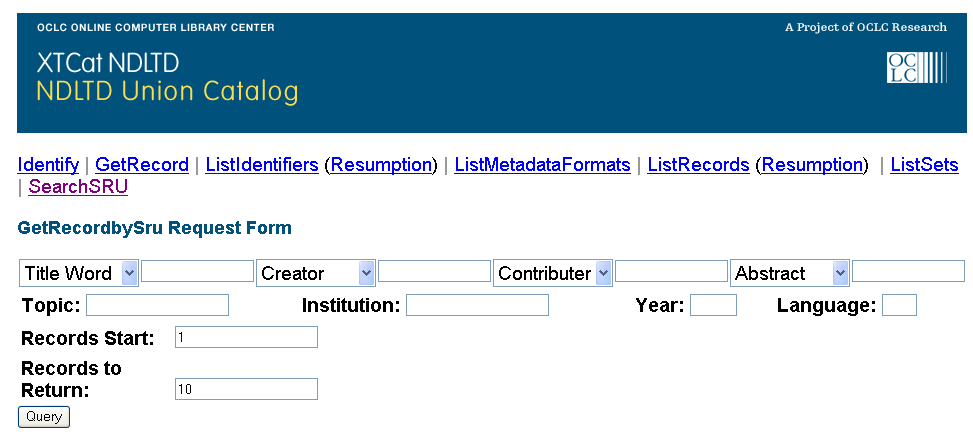 OCLC ONLINE COMPUTER LIBRARY CENTER
A Project of OCLC Research
XTCat NDLTD
OC
LC
NDLTD Union Catalog
Identify | GetRecord | ListIdentifiers (Resumption) | ListMetadataFormats | ListRecords (Resumption) | ListSets
| SearchSRU
GetRecordbySru Request Form
Title Word Creator Contributer Abstract
Topic: Institution: Year: Language:
Records Start: 1
Records to
Return: 10
Query